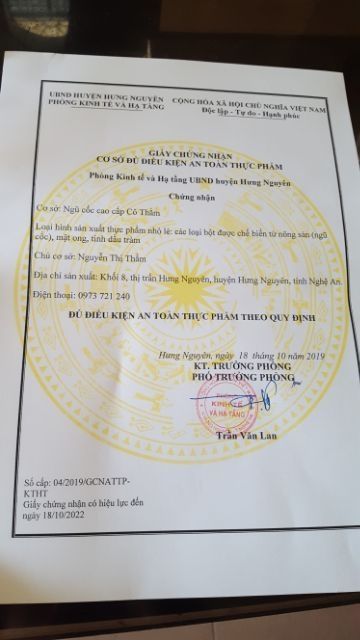 UBND HUYỆN HƯNG NGUYÊN
PHÒNG KINH TẾ VÀ HẠ TẦNG
CỘNG HÒA XÃ HỘI CHỦ NGHĨA VIỆT NAM
Độc lập - Tự do - Hạnh phúc
GIẤY CHỨNG NHẬN
CƠ SỞ ĐỦ ĐIỀU KIỆN AN TOÀN THỰC PHẨM
Phòng Kinh tế và Hạ tầng UBND huyện Hưng Nguyên
Chứng nhận
Cơ sở: Ngũ cốc cao cấp Cô Thắm
Loại hình sản xuất thực phẩm nhỏ lẻ: các loại bột được chế biến từ nông sản (ngũ
cốc), mật ong, tinh dầu tràm
Chủ cơ sở: Nguyễn Thị Thắm
Địa chỉ sản xuất: Khối 8, thị trấn Hưng Nguyên, huyện Hưng Nguyên, tỉnh Nghệ An.
Điện thoại: 0973 721 240
ĐỦ ĐIỀU KIỆN AN TOÀN THỰC PHẨM THEO QUY ĐỊNH
Hưng Nguyên, ngày 18 tháng 10 năm 2019
KT. TRƯỞNG PHÒNG
PHÓ TRƯỞNG PHÒNG
KINH TẾ
VÀ HẠ TẦNG
Trần Văn Lan
Số cấp: 04/2019/GCNATTP-
KTHT
Giấy chứng nhận có hiệu lực đến
ngày 18/10/2022